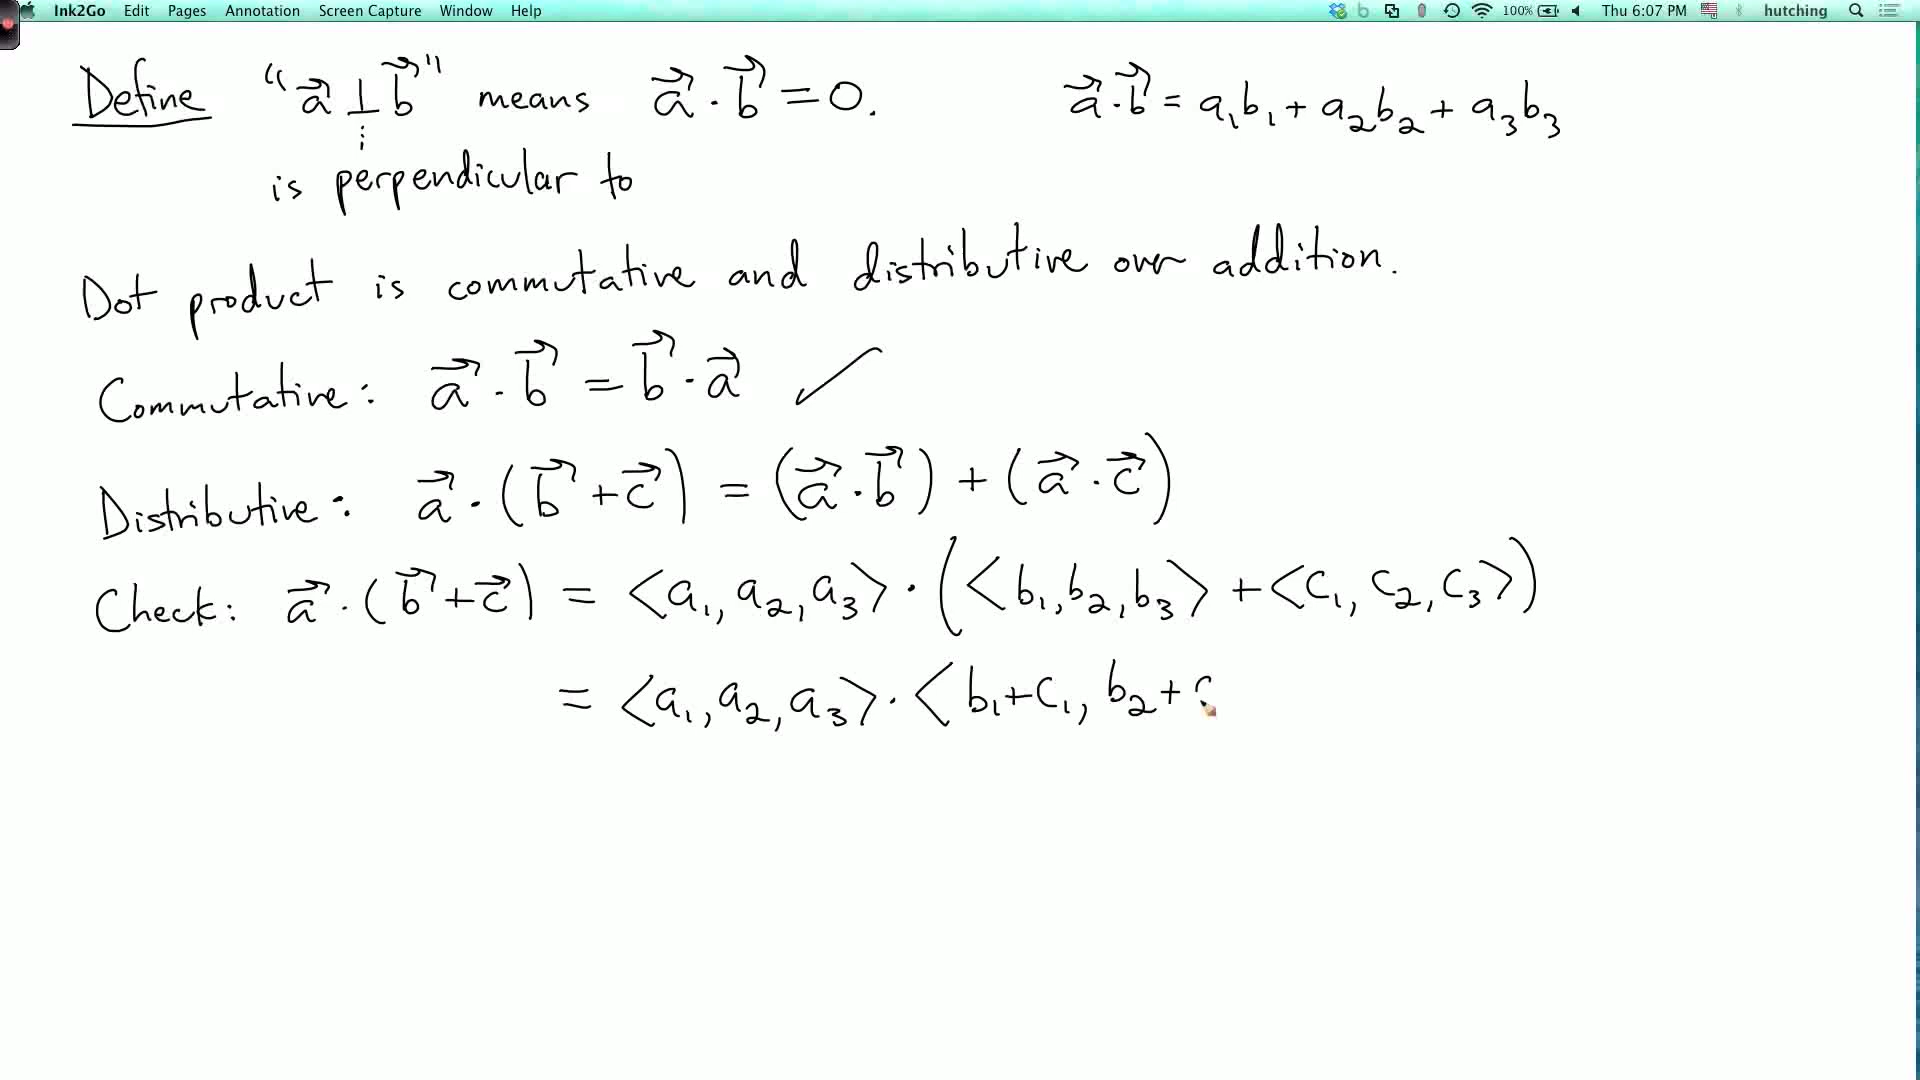 Ink2Go Edit Pages Annotation Screen Capture Window Help 100% Thu 6:07 PM hutching
Define "a⃗ ⊥ b⃗" means a⃗ · b⃗ = 0. a⃗ · b⃗ = a₁b₁ + a₂b₂ + a₃b₃
is perpendicular to
Dot product is commutative and distributive over addition.
Commutative: a⃗ · b⃗ = b⃗ · a⃗ ✓
Distributive: a⃗ · (b⃗ + c⃗) = (a⃗ · b⃗) + (a⃗ · c⃗)
Check: a⃗ · (b⃗ + c⃗) = <a₁, a₂, a₃> · (<b₁, b₂, b₃> + <c₁, c₂, c₃>)
= <a₁, a₂, a₃> · <b₁+c₁, b₂+c